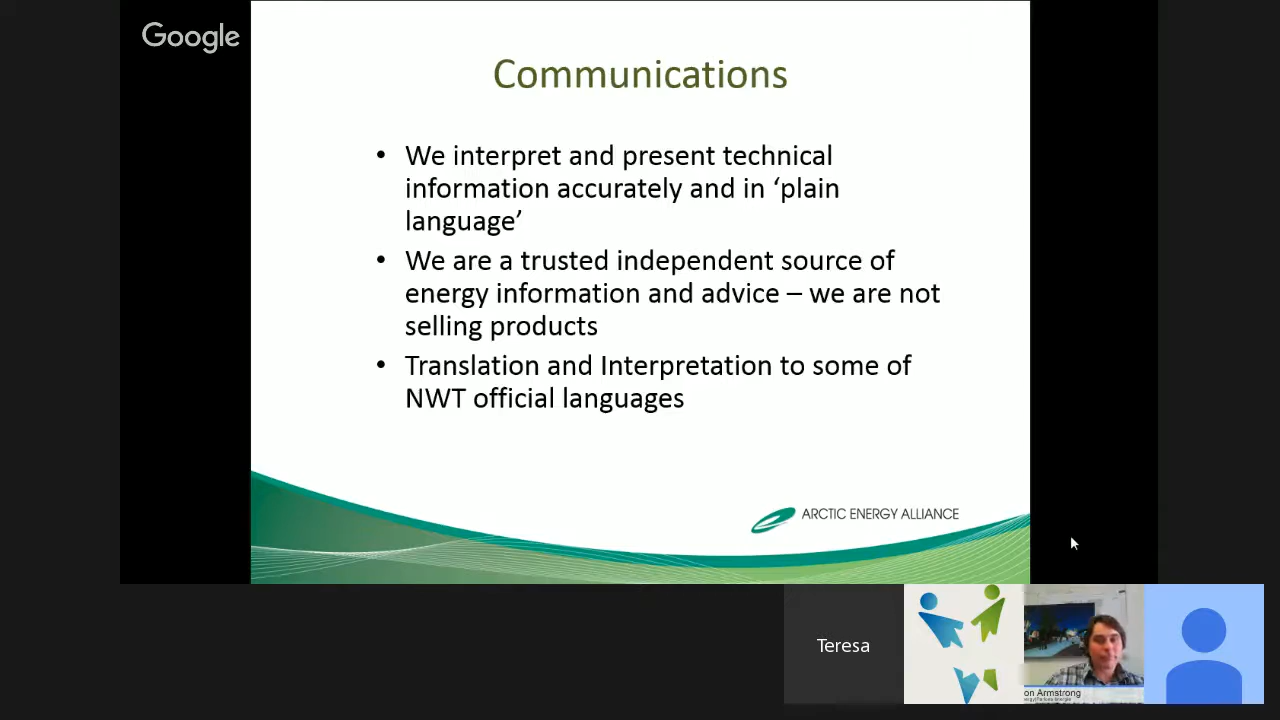 Google
Communications
• We interpret and present technical
information accurately and in ‘plain
language’
• We are a trusted independent source of
energy information and advice – we are not
selling products
• Translation and Interpretation to some of
NWT official languages
ARCTIC ENERGY ALLIANCE
Teresa
on Armstrong